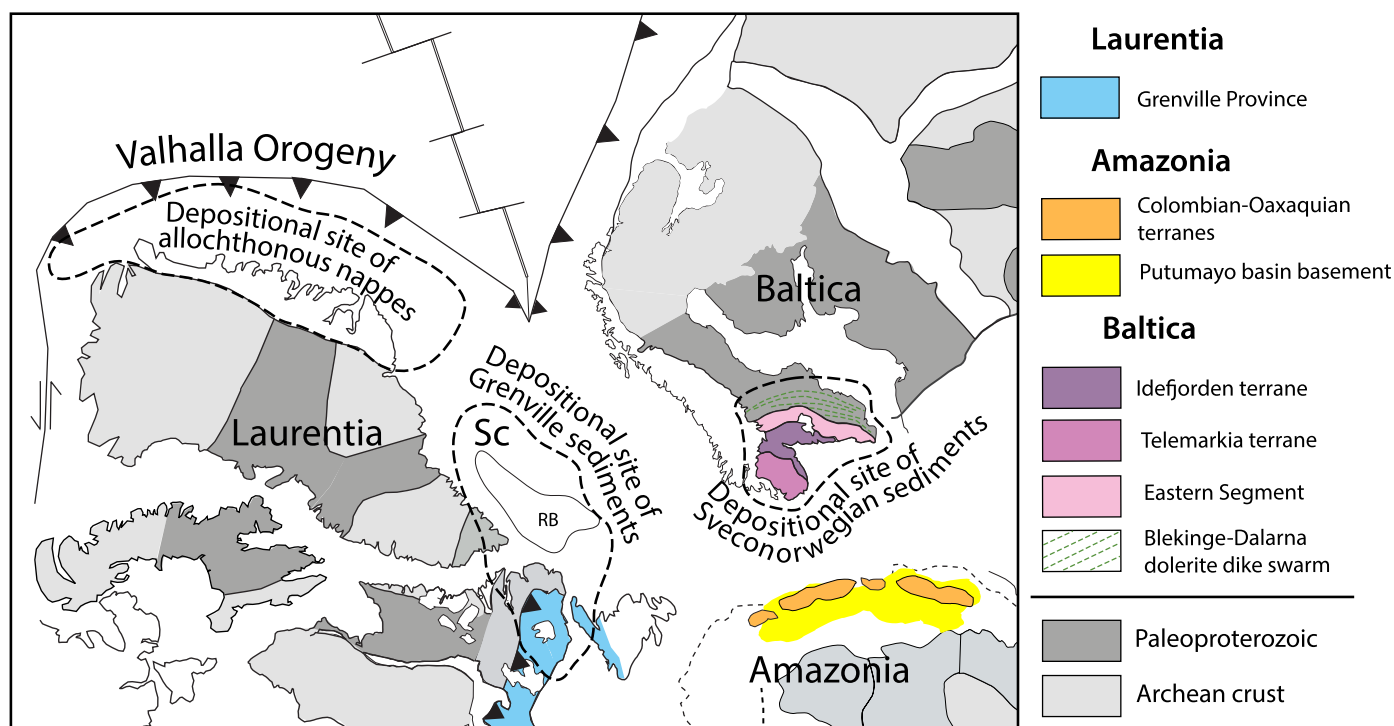 Valhalla Orogeny
Depositional site of
allochthonous nappes
Laurentia
Sc
RB
Depositional site of
Grenville sediments
Baltica
Depositional site of
Sveconorwegian sediments
Amazonia
Laurentia
Grenville Province
Amazonia
Colombian-Oaxaquian
terranes
Putumayo basin basement
Baltica
Idefjorden terrane
Telemarkia terrane
Eastern Segment
Blekinge-Dalarna
dolerite dike swarm
Paleoproterozoic
Archean crust